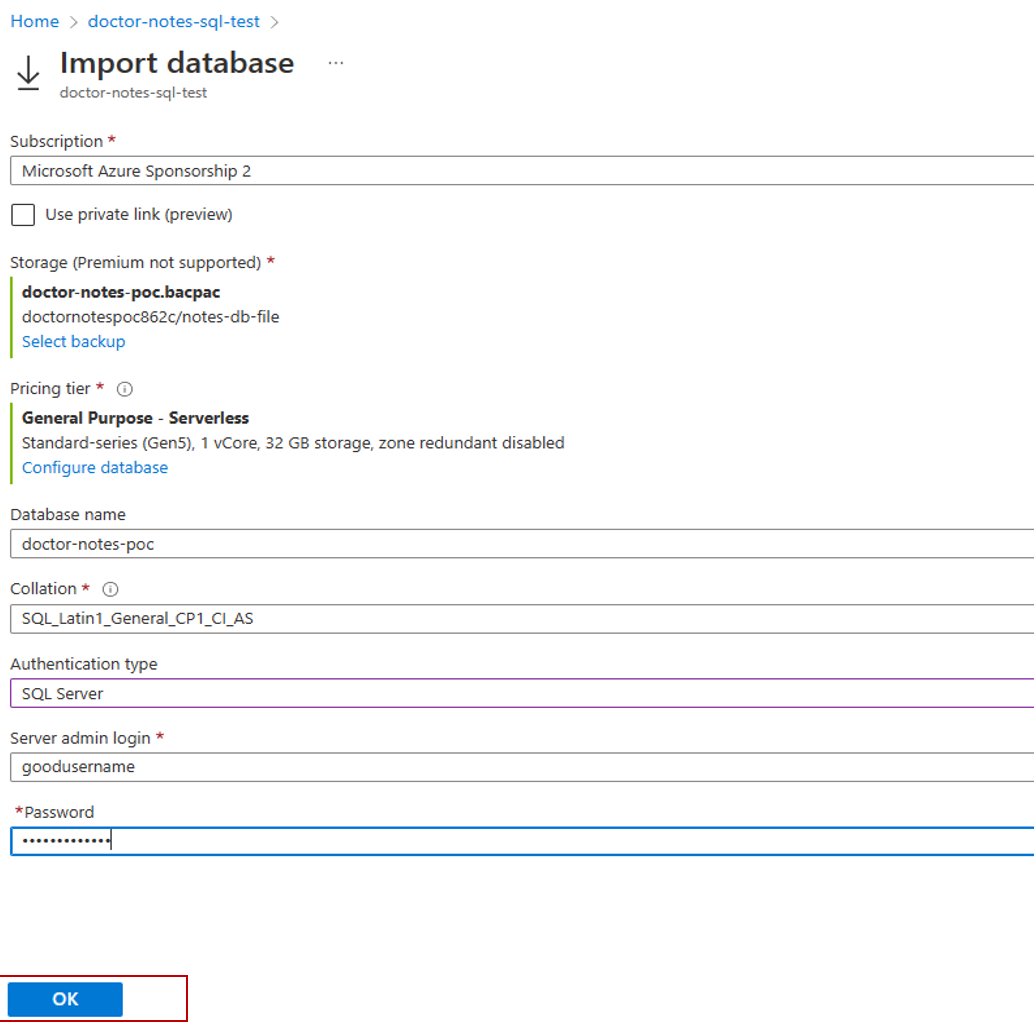 Home > doctor-notes-sql-test >
Import database ...
doctor-notes-sql-test
Subscription *
Microsoft Azure Sponsorship 2
Use private link (preview)
Storage (Premium not supported) *
doctor-notes-poc.bacpac
doctornotespoc862c/notes-db-file
Select backup
Pricing tier *
General Purpose - Serverless
Standard-series (Gen5), 1 vCore, 32 GB storage, zone redundant disabled
Configure database
Database name
doctor-notes-poc
Collation *
SQL_Latin1_General_CP1_CI_AS
Authentication type
SQL Server
Server admin login *
goodusername
*Password
•••••••••••••
OK